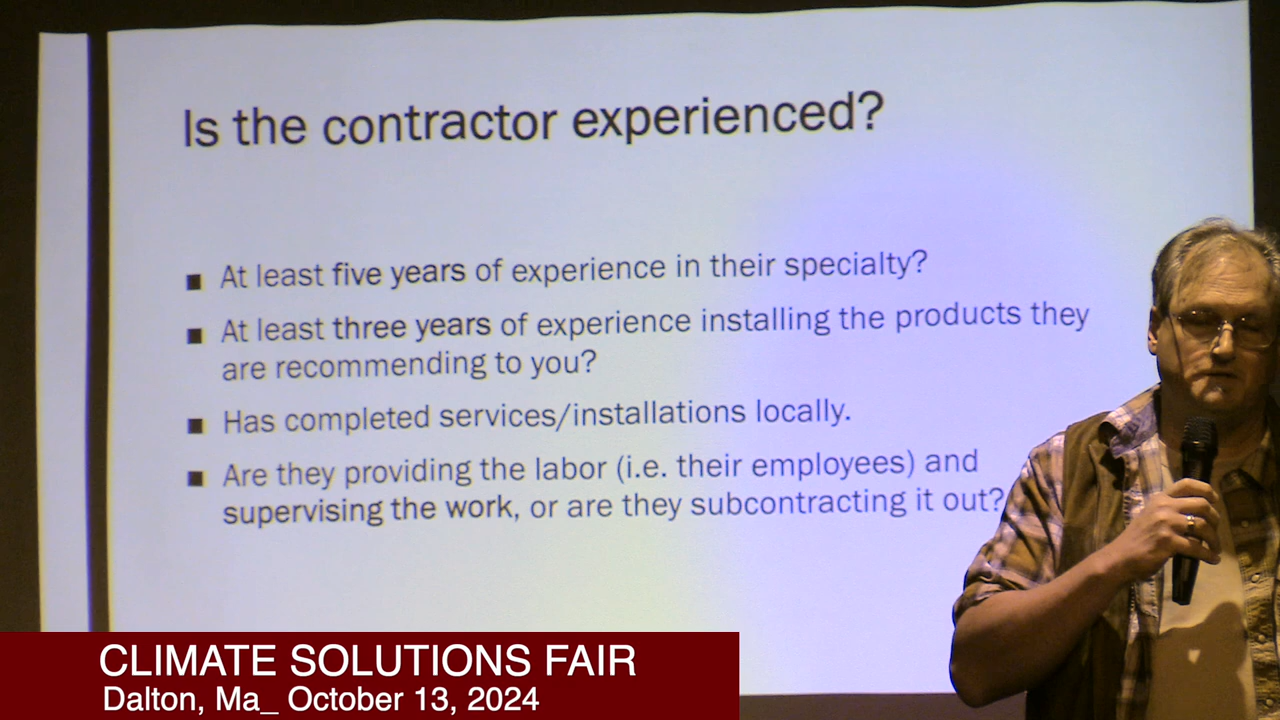 Is the contractor experienced?
■ At least five years of experience in their specialty?
■ At least three years of experience installing the products they
are recommending to you?
■ Has completed services/installations locally.
■ Are they providing the labor (i.e. their employees) and
supervising the work, or are they subcontracting it out?
CLIMATE SOLUTIONS FAIR
Dalton, Ma_ October 13, 2024